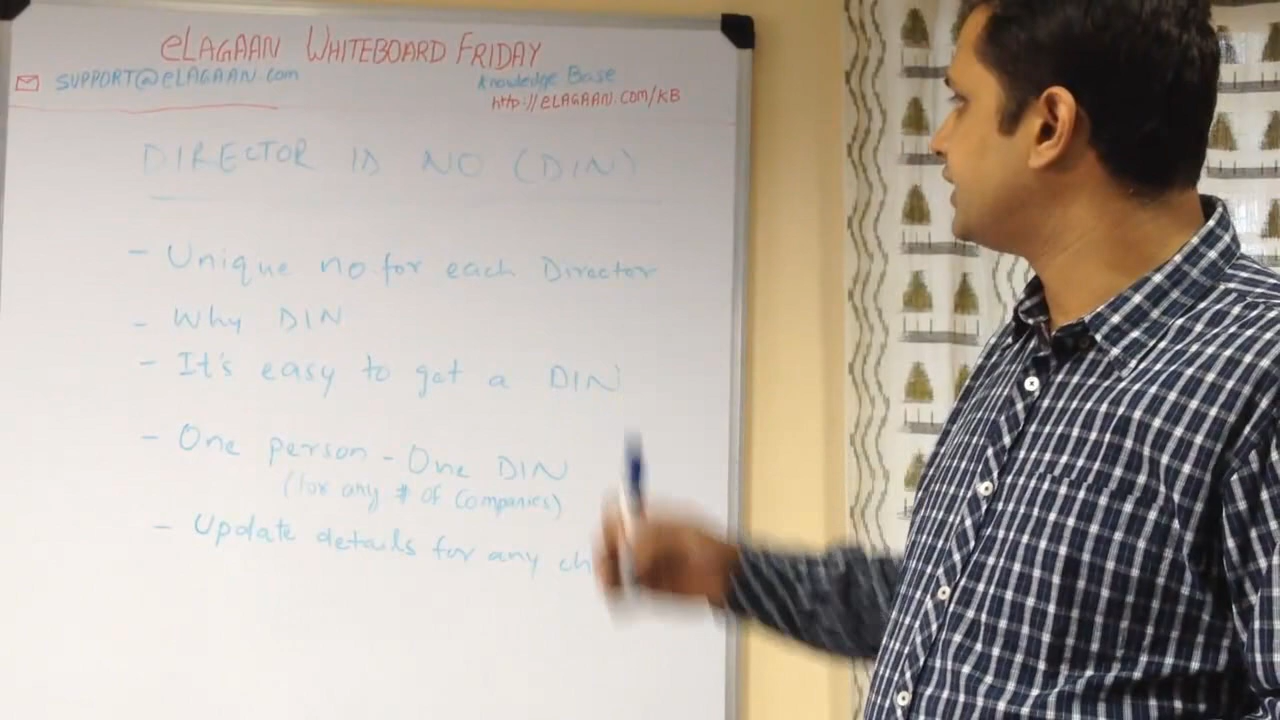 eLAGAAN WHITEBOARD FRIDAY
SUPPORT@eLAGAAN.com
Knowledge Base
http://eLAGAAN.COM/KB
DIRECTOR ID NO (DIN)
- Unique no for each Director
- Why DIN
- It's easy to get a DIN
- One person - One DIN
(for any # of Companies)
- Update details for any ch